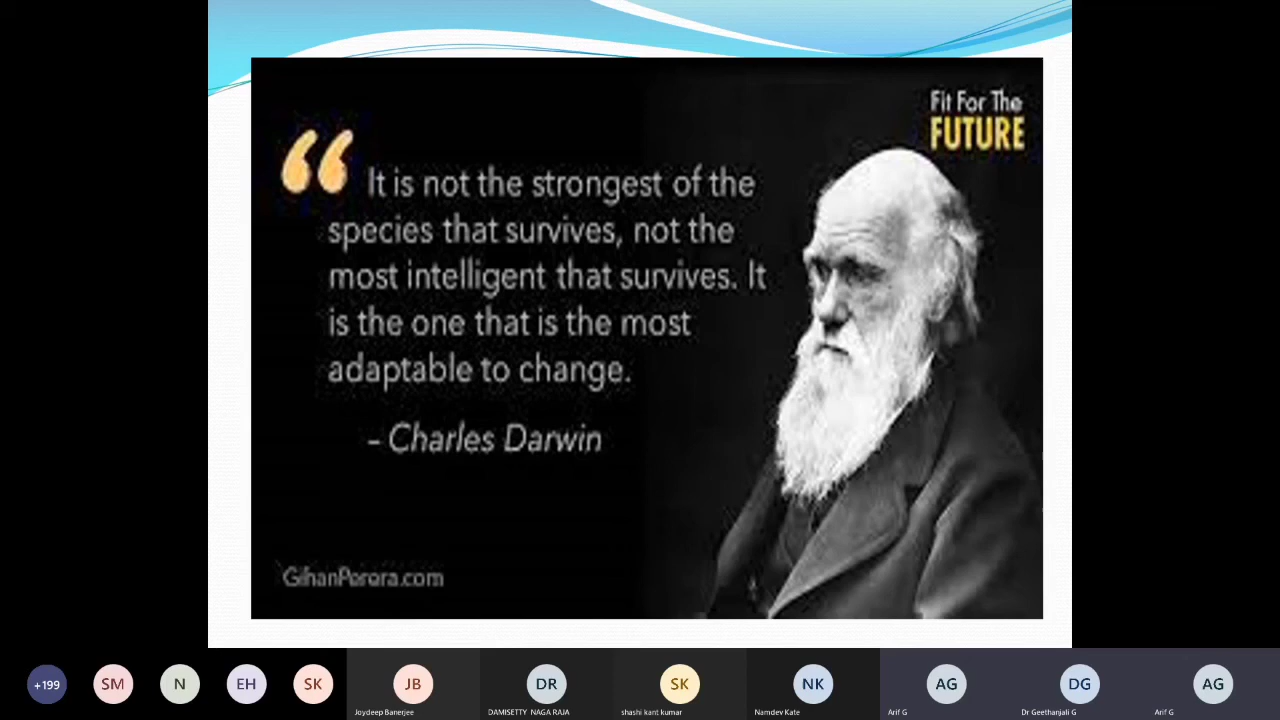 Fit For The
FUTURE
“ It is not the strongest of the
species that survives, not the
most intelligent that survives. It
is the one that is the most
adaptable to change.
– Charles Darwin
GihanPerera.com
+199
SM
N
EH
SK
JB
DR
SK
NK
AG
DG
AG
Joydeep Banerjee
DAMISETTY NAGA RAJA
shashi kant kumar
Namdev Kate
Arif G
Dr Geethanjali G
Arif G